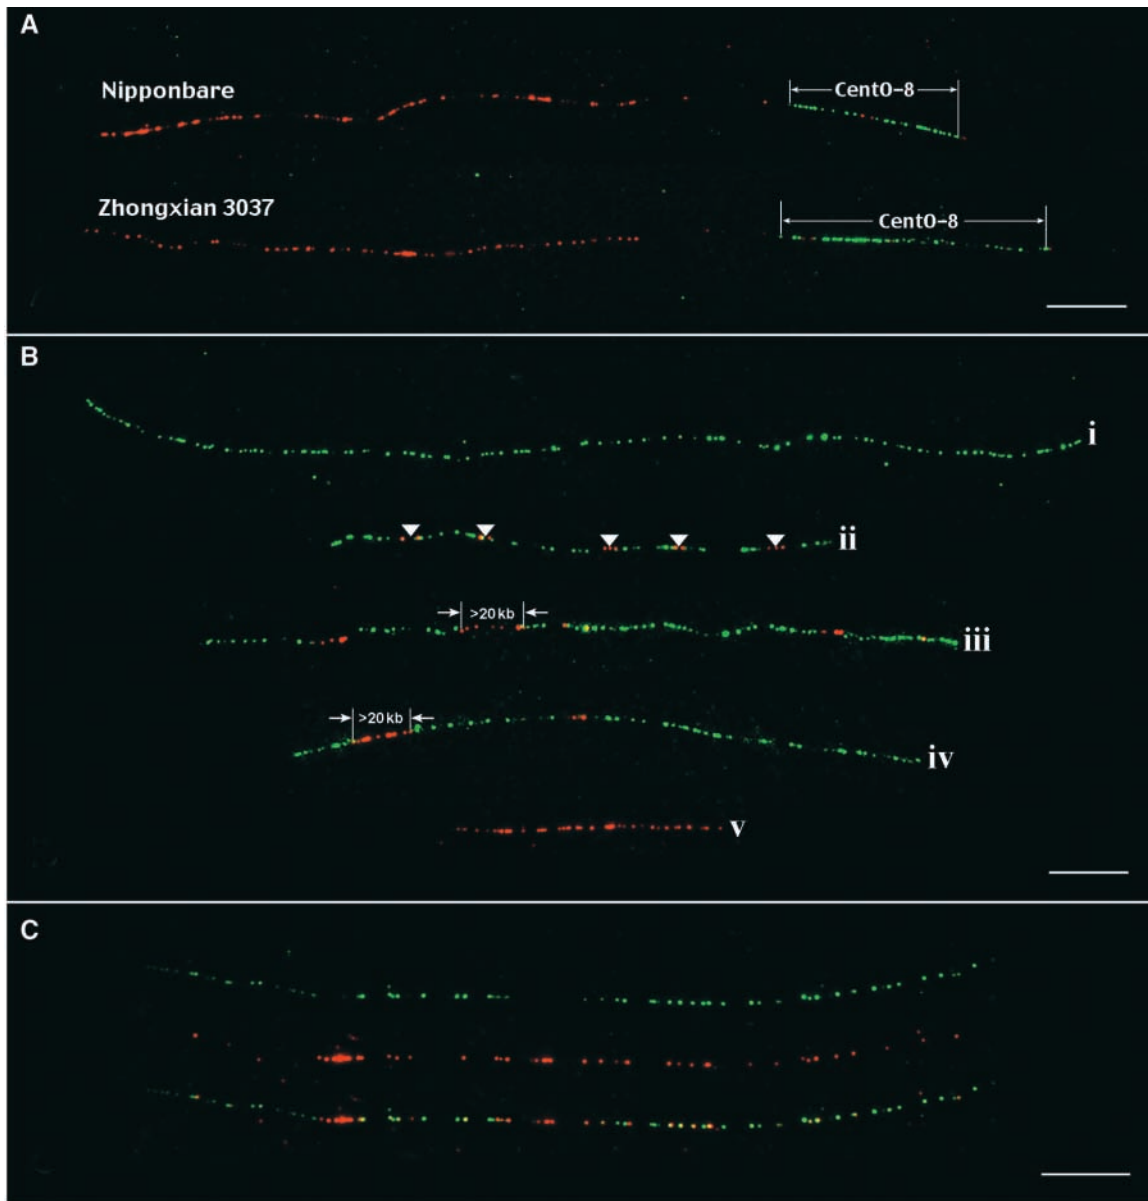 A
Nipponbare
CentO-8
Zhongxian 3037
CentO-8
B
i
ii
>20 kb
iii
>20 kb
iv
v
C